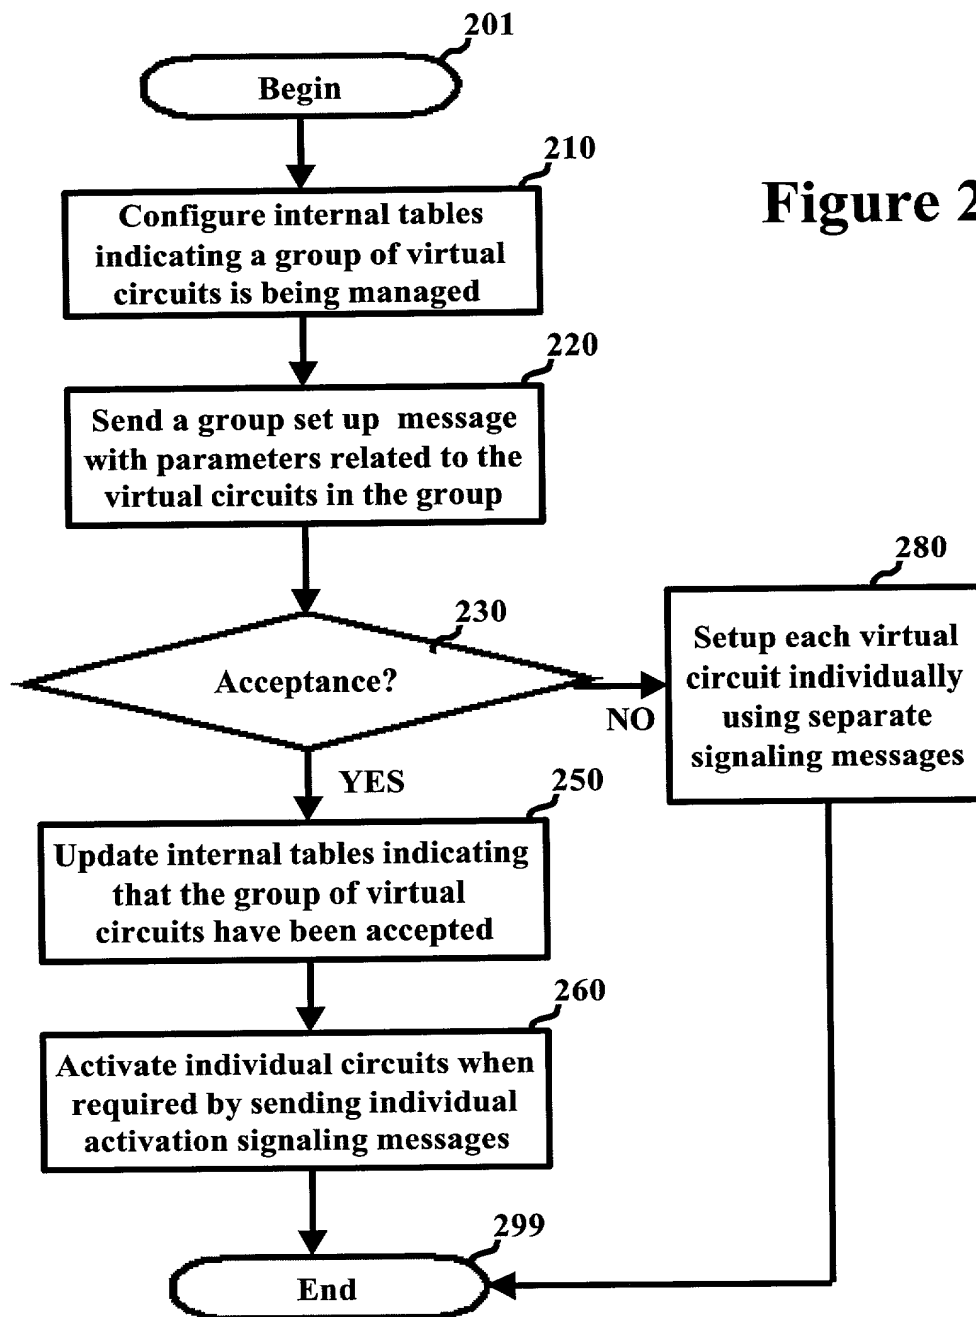 201
Begin
210
Configure internal tables
indicating a group of virtual
circuits is being managed
Figure 2
220
Send a group set up message
with parameters related to the
virtual circuits in the group
230
Acceptance?
NO
280
Setup each virtual
circuit individually
using separate
signaling messages
YES
250
Update internal tables indicating
that the group of virtual
circuits have been accepted
260
Activate individual circuits when
required by sending individual
activation signaling messages
299
End